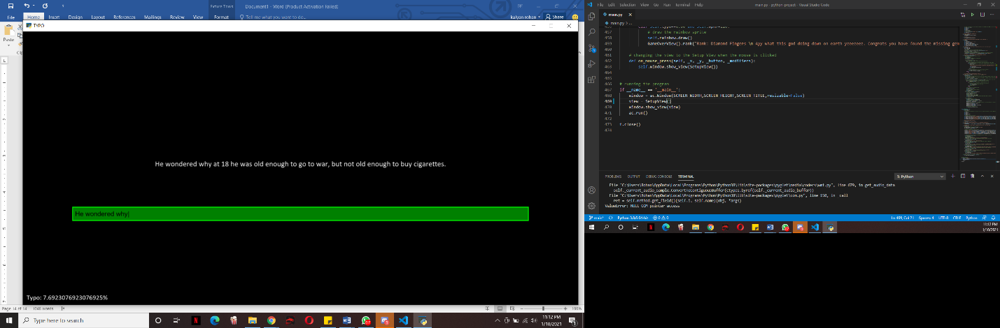 Picture Tools
Document1 - Word (Product Activation Failed)
File
Home
Insert
Design
Layout
References
Mailings
Review
View
Format
Tell me what you want to do...
kalyan rohan
Share
Paste
TYPO
He wondered why at 18 he was old enough to go to war, but not old enough to buy cigarettes.
He wondered why
Typo: 7.6923076923076925%
Page 14 of 14
1048 words
100%
Type here to search
11:12 PM
1/10/2021
File
Edit
Selection
View
Go
Run
Terminal
Help
main.py - python-project - Visual Studio Code
main.py
main.py > ...
457 # draw the rainbow sprite
458 self.rainbow.draw()
459 GameOverView().rank("Rank: Diamond Fingers \n Ayy what this god doing down on earth yeeeeeee. Congrats you have found the missing gem
460
461 # changing the view to the Setup View when the mouse is clicked
462 def on_mouse_press(self, _x, _y, _button, _modifiers):
463 self.window.show_view(SetupView())
464
465
466 # running the program
467 if __name__ == '__main__':
468 window = ac.Window(SCREEN_WIDTH,SCREEN_HEIGHT,SCREEN_TITLE,resizable=False)
469 view = SetupView()
470 window.show_view(view)
471 ac.run()
472
473 f.close()
474
PROBLEMS
OUTPUT
DEBUG CONSOLE
TERMINAL
1: Python
File "C:\Users\Rohan\AppData\Local\Programs\Python\Python38\lib\site-packages\pyglet\media\codecs\wmf.py", line 679, in get_audio_data
self._current_audio_sample.ConvertToContiguousBuffer(ctypes.byref(self._current_audio_buffer))
File "C:\Users\Rohan\AppData\Local\Programs\Python\Python38\lib\site-packages\pyglet\com.py", line 150, in call
ret = self.method.get_field()(self.i, self.name)(obj, *args)
ValueError: NULL COM pointer access
main*
Python 3.8.6 64-bit
0
0
Ln 469, Col 21
Spaces: 4
UTF-8
CRLF
Python
11:12 PM
1/10/2021